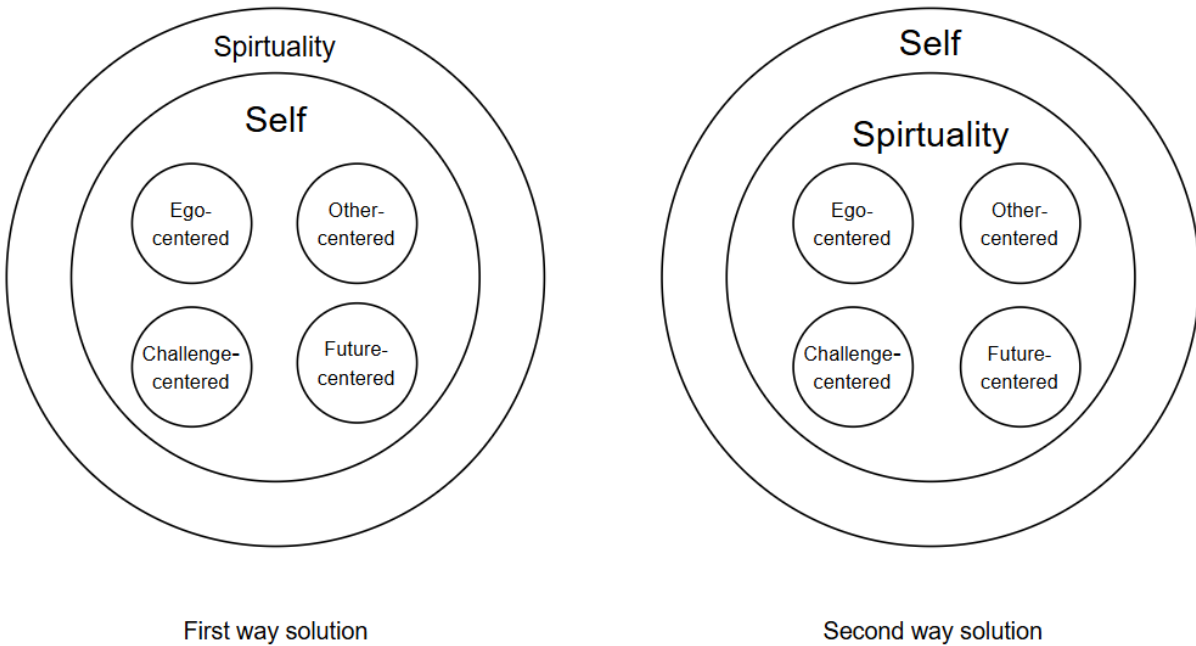 Spirtuality
Self
Ego-
centered
Other-
centered
Challenge-
centered
Future-
centered
First way solution
Self
Spirtuality
Ego-
centered
Other-
centered
Challenge-
centered
Future-
centered
Second way solution